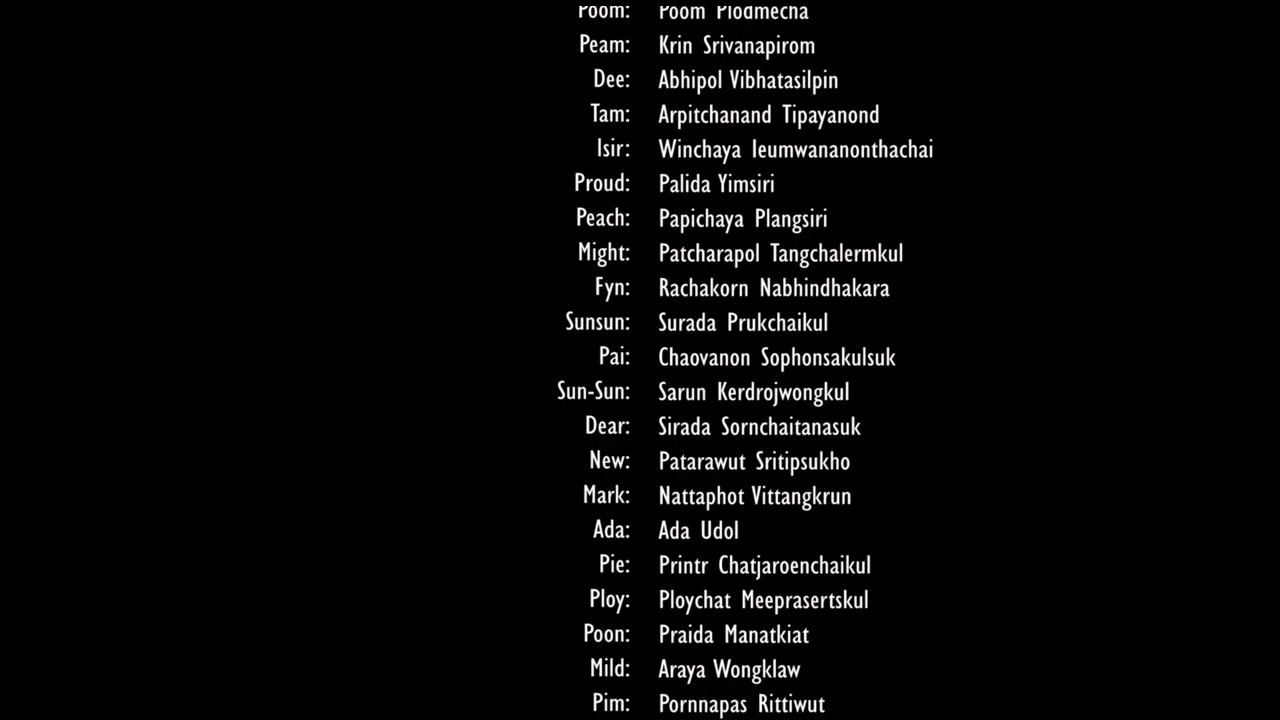 Poom: Poom Plodmecha
Peam: Krin Srivanapirom
Dee: Abhipol Vibhatasilpin
Tam: Arpitchanand Tipayanond
Isir: Winchaya Ieumwananonthachai
Proud: Palida Yimsiri
Peach: Papichaya Plangsiri
Might: Patcharapol Tangchalermkul
Fyn: Rachakorn Nabhindhakara
Sunsun: Surada Prukchaikul
Pai: Chaovanon Sophonsakulsuk
Sun-Sun: Sarun Kerdrojwongkul
Dear: Sirada Sornchaitanasuk
New: Patarawut Sritipsukho
Mark: Nattaphot Vittangkrun
Ada: Ada Udol
Pie: Printr Chatjaroenchaikul
Ploy: Ploychat Meeprasertskul
Poon: Praida Manatkiat
Mild: Araya Wongklaw
Pim: Pornnapas Rittiwut